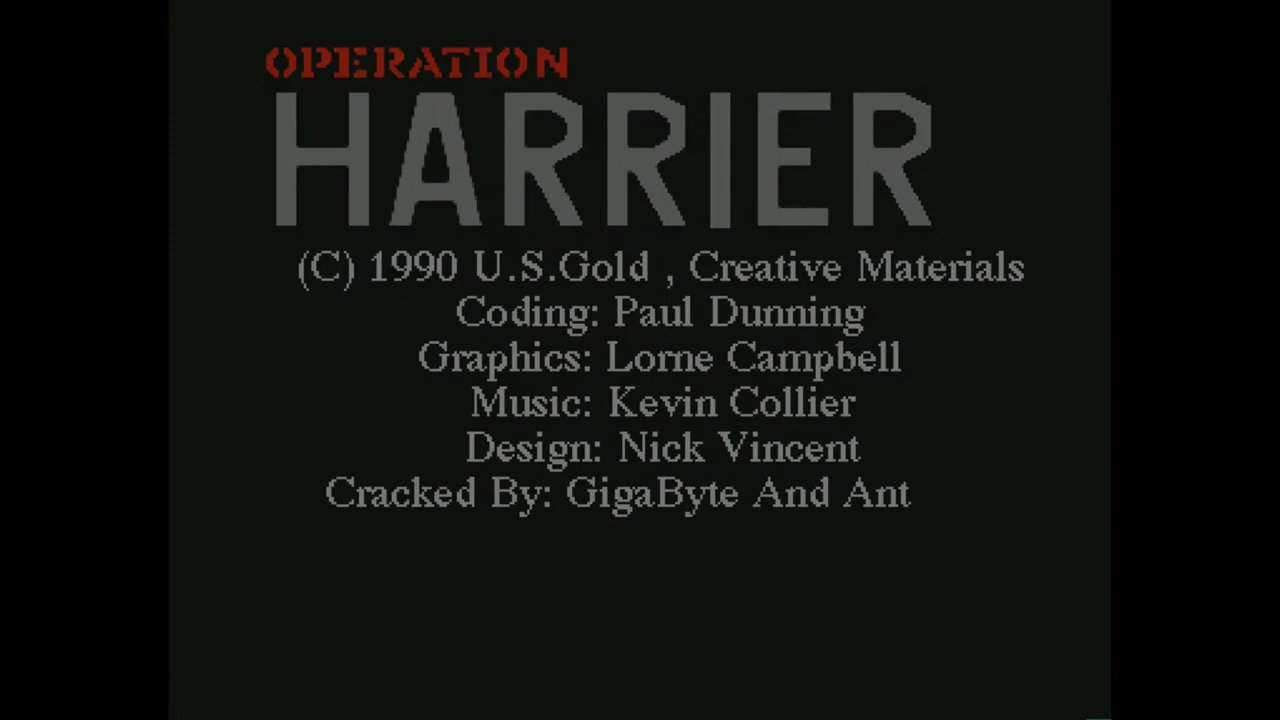 OPERATION
HARRIER
(C) 1990 U.S.Gold , Creative Materials
Coding: Paul Dunning
Graphics: Lorne Campbell
Music: Kevin Collier
Design: Nick Vincent
Cracked By: GigaByte And Ant